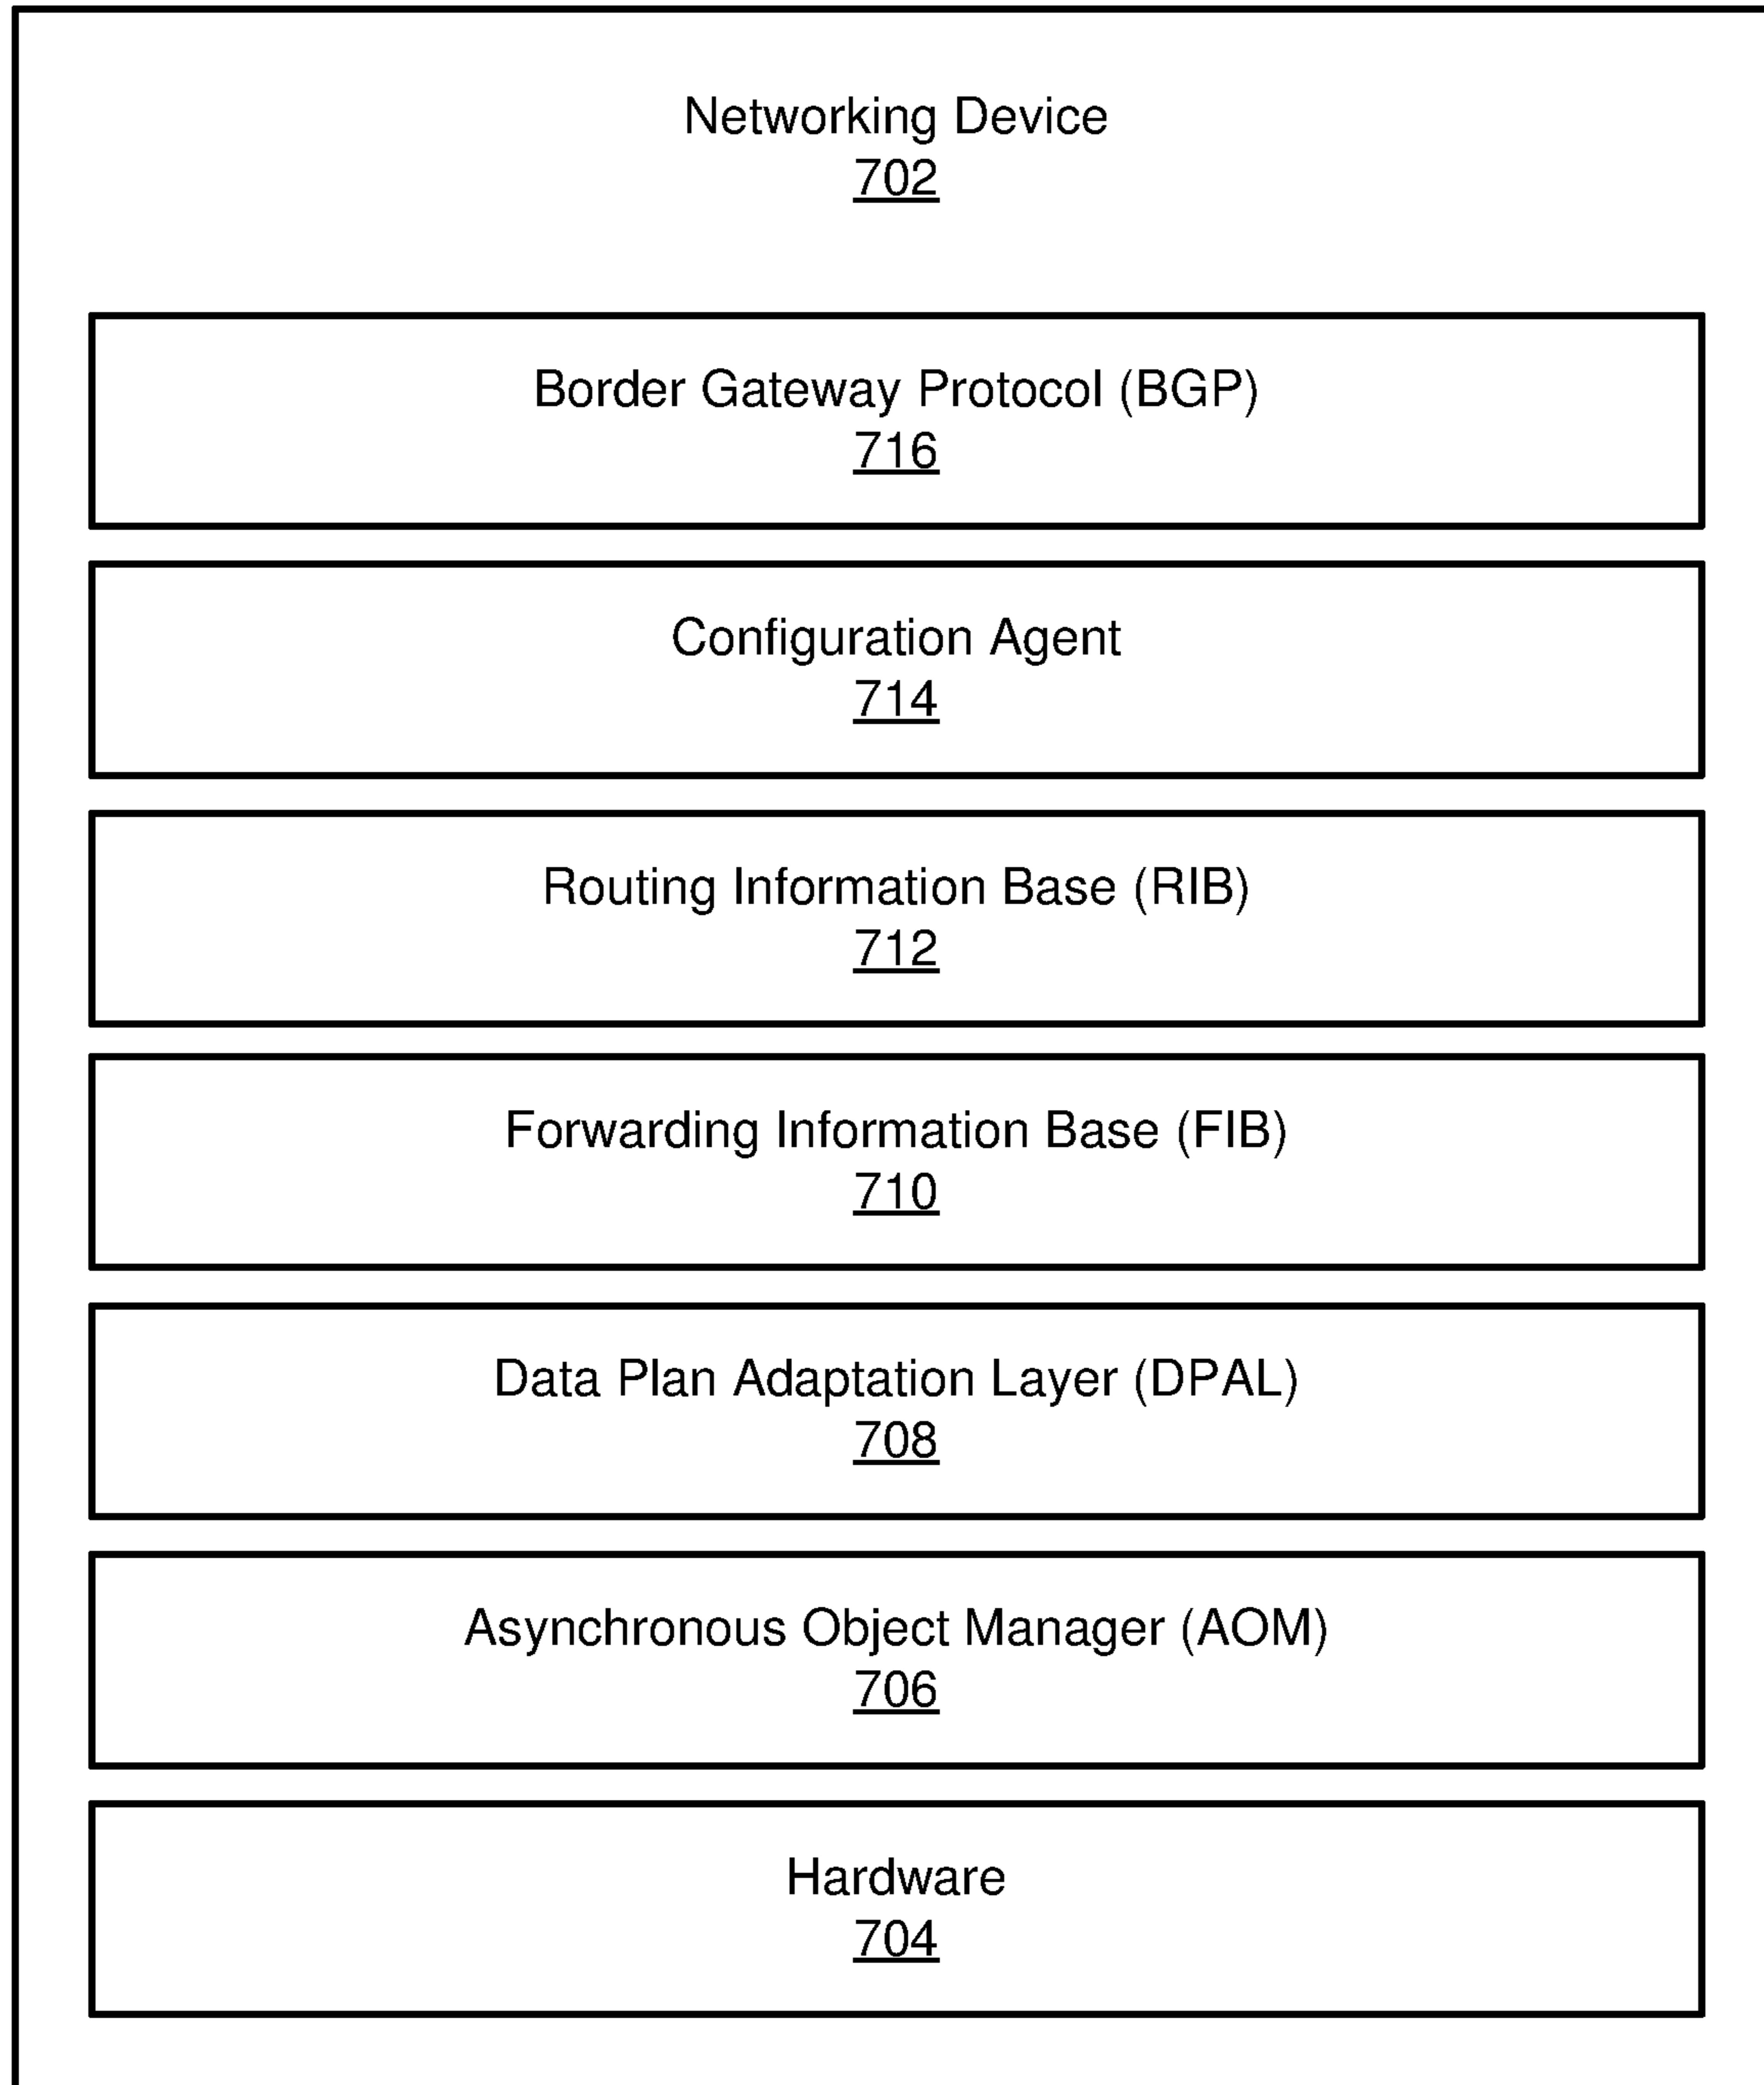 Networking Device
702
Border Gateway Protocol (BGP)
716
Configuration Agent
714
Routing Information Base (RIB)
712
Forwarding Information Base (FIB)
710
Data Plan Adaptation Layer (DPAL)
708
Asynchronous Object Manager (AOM)
706
Hardware
704